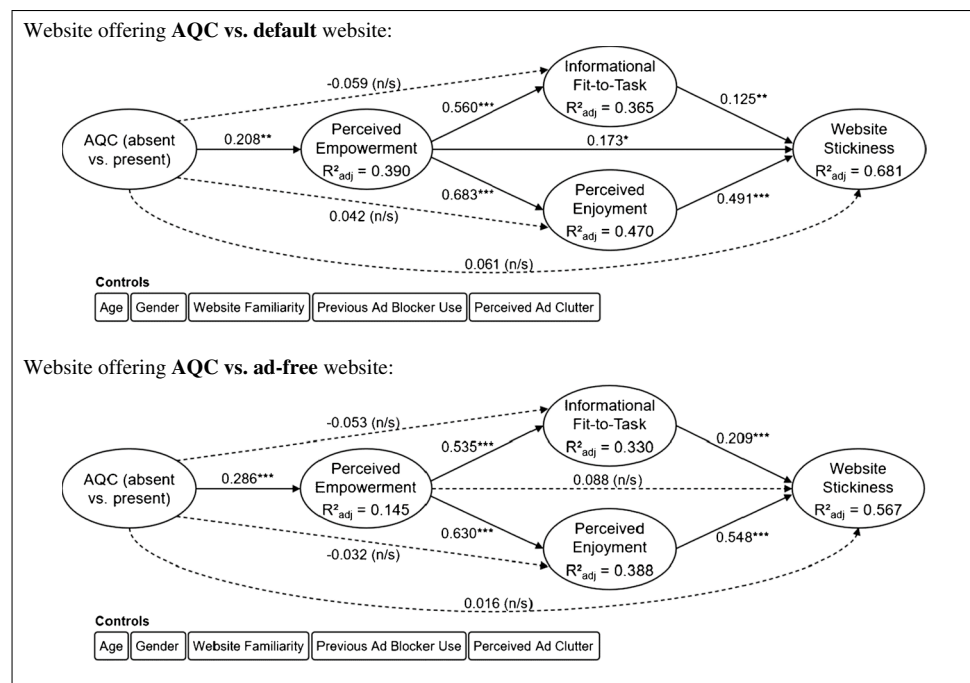 Website offering AQC vs. default website:
-0.059 (n/s)
Informational
Fit-to-Task
R²adj = 0.365
0.560***
0.125**
AQC (absent
vs. present)
0.208**
Perceived
Empowerment
R²adj = 0.390
0.173*
Website
Stickiness
R²adj = 0.681
0.683***
0.042 (n/s)
Perceived
Enjoyment
R²adj = 0.470
0.491***
0.061 (n/s)
Controls
Age Gender Website Familiarity Previous Ad Blocker Use Perceived Ad Clutter
Website offering AQC vs. ad-free website:
-0.053 (n/s)
Informational
Fit-to-Task
R²adj = 0.330
0.535***
0.209***
AQC (absent
vs. present)
0.286***
Perceived
Empowerment
R²adj = 0.145
0.088 (n/s)
Website
Stickiness
R²adj = 0.567
0.630***
-0.032 (n/s)
Perceived
Enjoyment
R²adj = 0.388
0.548***
0.016 (n/s)
Controls
Age Gender Website Familiarity Previous Ad Blocker Use Perceived Ad Clutter